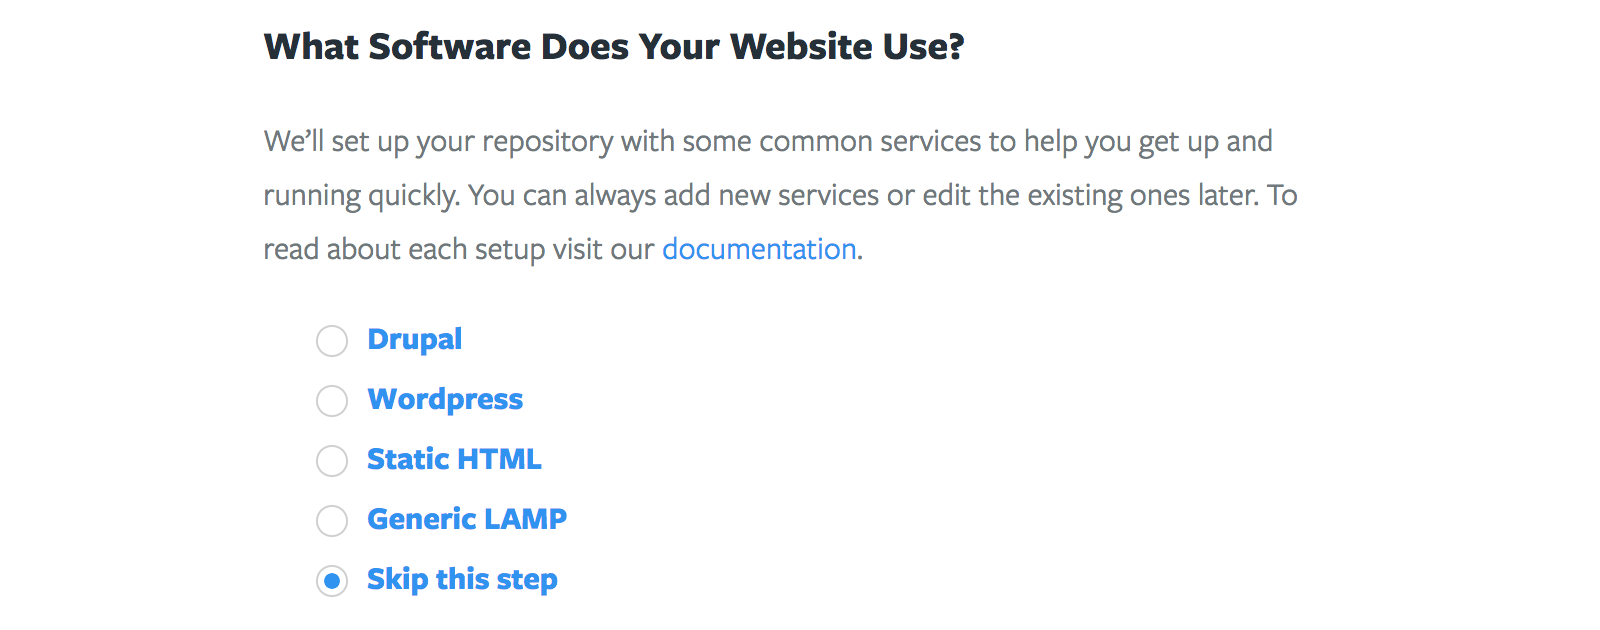 What Software Does Your Website Use?
We’ll set up your repository with some common services to help you get up and
running quickly. You can always add new services or edit the existing ones later. To
read about each setup visit our documentation.
Drupal
Wordpress
Static HTML
Generic LAMP
Skip this step